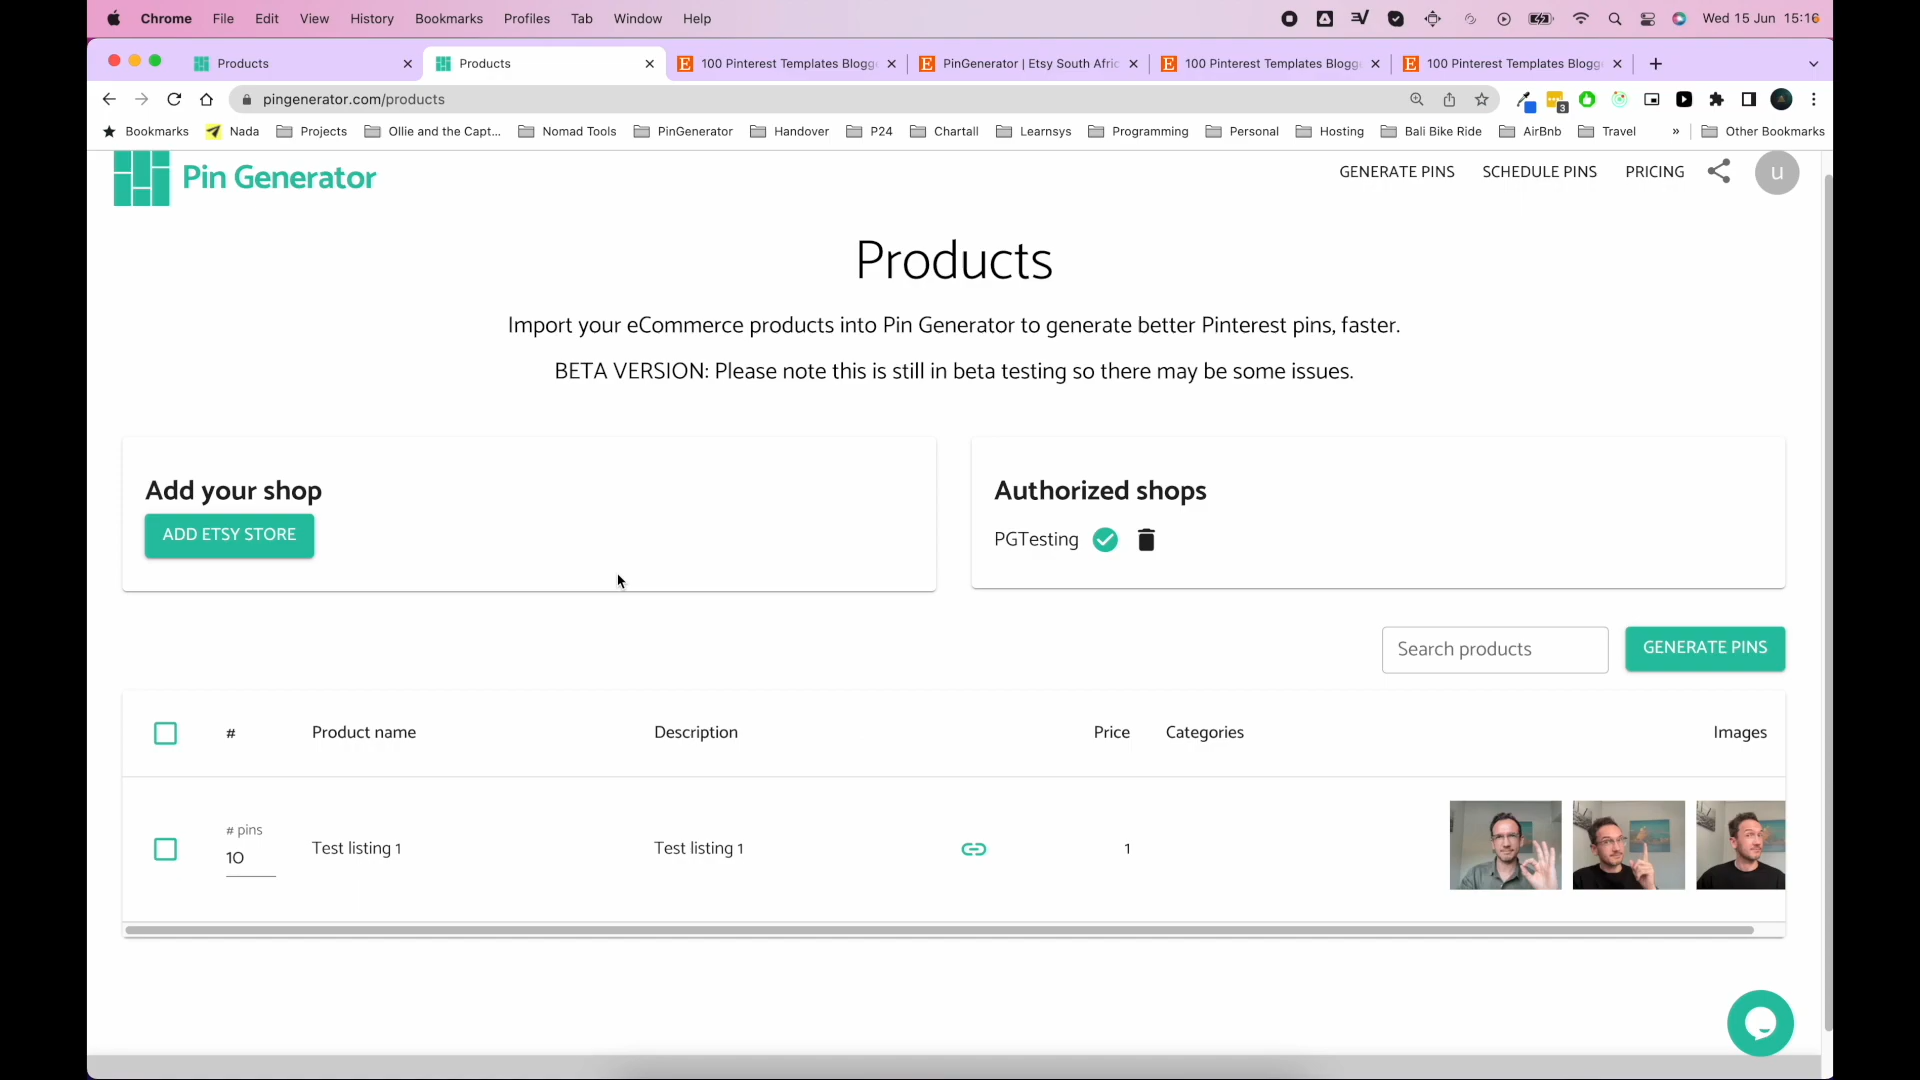 Chrome File Edit View History Bookmarks Profiles Tab Window Help Wed 15 Jun 15:16
Products Products 100 Pinterest Templates Blogg PinGenerator | Etsy South Afric 100 Pinterest Templates Blogg 100 Pinterest Templates Blogg
pingenerator.com/products 3
Bookmarks Nada Projects Ollie and the Capt... Nomad Tools PinGenerator Handover P24 Chartall Learnsys Programming Personal Hosting Bali Bike Ride AirBnb Travel » Other Bookmarks
Pin Generator GENERATE PINS SCHEDULE PINS PRICING u
Products
Import your eCommerce products into Pin Generator to generate better Pinterest pins, faster.
BETA VERSION: Please note this is still in beta testing so there may be some issues.
Add your shop
ADD ETSY STORE
Authorized shops
PGTesting
Search products GENERATE PINS
# Product name Description Price Categories Images
# pins
10 Test listing 1 Test listing 1 1